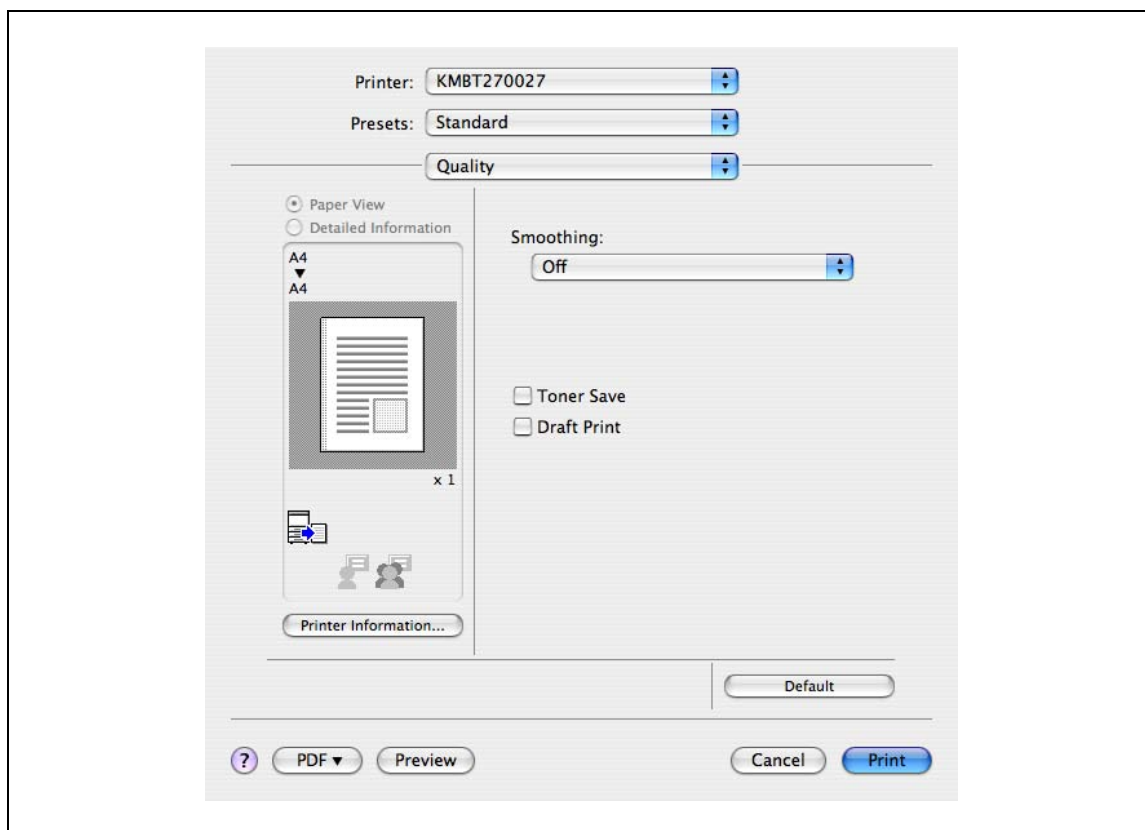 Printer: KMBT270027
Presets: Standard
Quality
Paper View
Detailed Information
A4
▼
A4
x 1
Printer Information...
Smoothing:
Off
Toner Save
Draft Print
Default
? PDF ▼ Preview Cancel Print